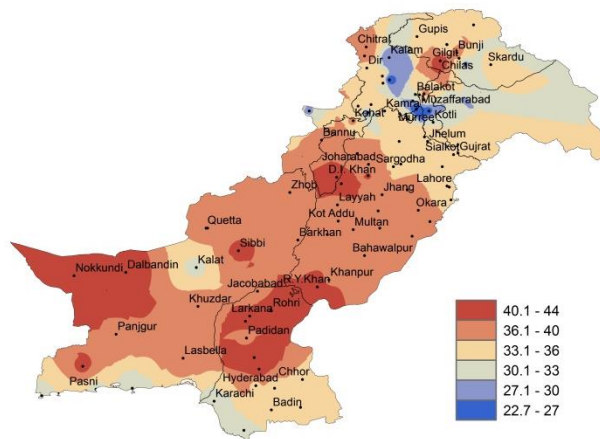 Gupis
Chitral
Kalam
Gilgit
Bunji
Dir
Chilas
Skardu
Balakot
Kamra
Muzaffarabad
Kohat
Murree
Kotli
Bannu
Jhelum
Sialkot
Gujrat
Joharabad
Sargodha
D.I. Khan
Lahore
Zhob
Jhang
Layyah
Okara
Kot Addu
Quetta
Multan
Barkhan
Sibbi
Bahawalpur
Kalat
Nokkundi
Dalbandin
Khanpur
R.Y.Khan
Jacobabad
Khuzdar
Larkana
Rohri
Panjgur
Padidan
Lasbella
Pasni
Hyderabad
Chhor
Karachi
Badin
40.1 - 44
36.1 - 40
33.1 - 36
30.1 - 33
27.1 - 30
22.7 - 27